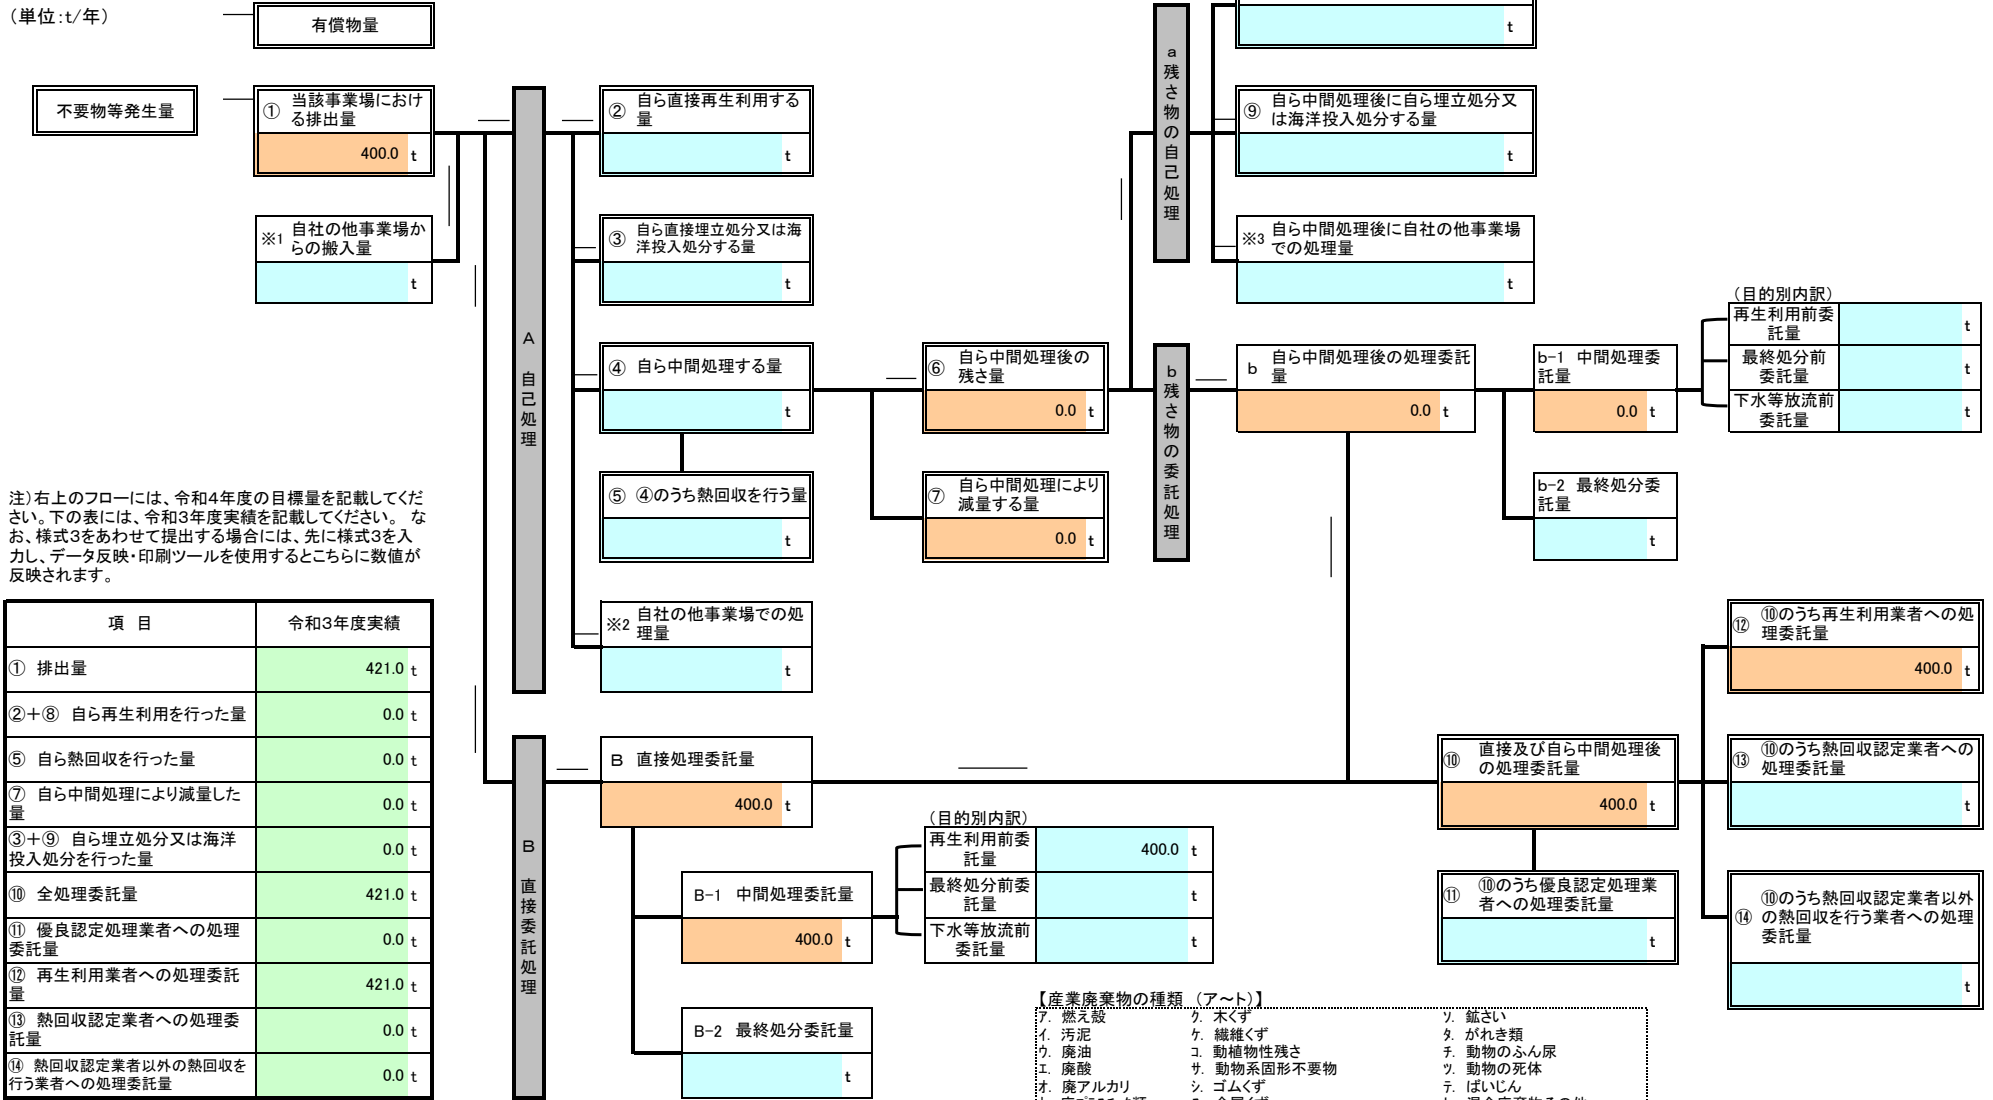 （単位：t/年）
有償物量
不要物等発生量
① 当該事業場におけ
る排出量
400.0 t
※1 自社の他事業場か
らの搬入量
t
A 自己処理
② 自ら直接再生利用する
量
t
③ 自ら直接埋立処分又は海
洋投入処分する量
t
④ 自ら中間処理する量
t
⑤ ④のうち熱回収を行う量
t
※2 自社の他事業場での処
理量
t
⑥ 自ら中間処理後の
残さ量
0.0 t
⑦ 自ら中間処理により
減量する量
0.0 t
a 残さ物の自己処理
t
⑨ 自ら中間処理後に自ら埋立処分又
は海洋投入処分する量
t
※3 自ら中間処理後に自社の他事業場
での処理量
t
b 残さ物の委託処理
b 自ら中間処理後の処理委託
量
0.0 t
b-1 中間処理委
託量
0.0 t
b-2 最終処分委
託量
t
（目的別内訳）
再生利用前委
託量
t
最終処分前
委託量
t
下水等放流前
委託量
t
注）右上のフローには、令和４年度の目標量を記載してくだ
さい。下の表には、令和３年度実績を記載してください。 な
お、様式３をあわせて提出する場合には、先に様式３を入
力し、データ反映・印刷ツールを使用するとこちらに数値が
反映されます。
項 目 令和３年度実績
① 排出量 421.0 t
②＋⑧ 自ら再生利用を行った量 0.0 t
⑤ 自ら熱回収を行った量 0.0 t
⑦ 自ら中間処理により減量した
量 0.0 t
③＋⑨ 自ら埋立処分又は海洋
投入処分を行った量 0.0 t
⑩ 全処理委託量 421.0 t
⑪ 優良認定処理業者への処理
委託量 0.0 t
⑫ 再生利用業者への処理委託
量 421.0 t
⑬ 熱回収認定業者への処理委
託量 0.0 t
⑭ 熱回収認定業者以外の熱回収を
行う業者への処理委託量 0.0 t
B 直接委託処理
B 直接処理委託量
400.0 t
B-1 中間処理委託量
400.0 t
B-2 最終処分委託量
t
（目的別内訳）
再生利用前委
託量
400.0 t
最終処分前委
託量
t
下水等放流前
委託量
t
⑩ 直接及び自ら中間処理後
の処理委託量
400.0 t
⑪ ⑩のうち優良認定処理業
者への処理委託量
t
⑫ ⑩のうち再生利用業者への処
理委託量
400.0 t
⑬ ⑩のうち熱回収認定業者への
処理委託量
t
⑭ ⑩のうち熱回収認定業者以外
の熱回収を行う業者への処理
委託量
t
【産業廃棄物の種類 （ア～ト）】
ア. 燃え殻 ク. 木くず ソ. 鉱さい
イ. 汚泥 ケ. 繊維くず タ. がれき類
ウ. 廃油 コ. 動植物性残さ チ. 動物のふん尿
エ. 廃酸 サ. 動物系固形不要物 ツ. 動物の死体
オ. 廃アルカリ シ. ゴムくず テ. ばいじん